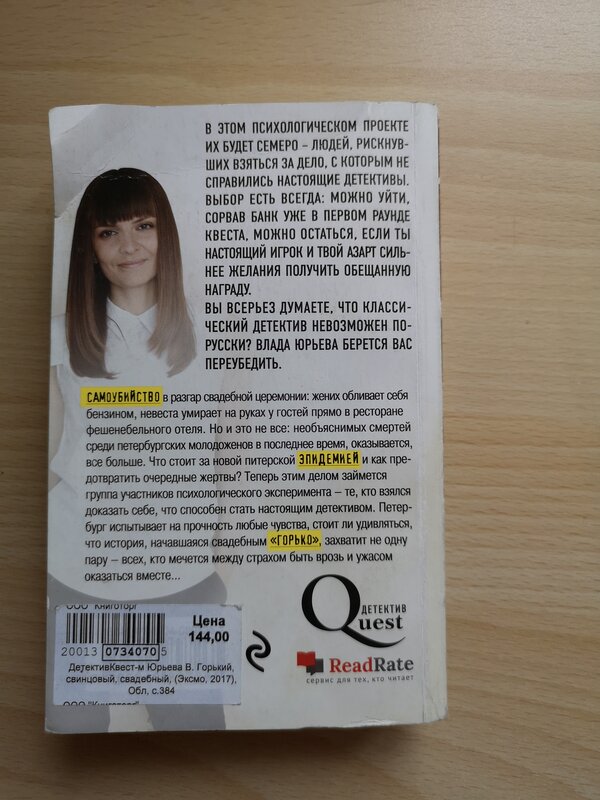 В ЭТОМ ПСИХОЛОГИЧЕСКОМ ПРОЕКТЕ
ИХ БУДЕТ СЕМЕРО – ЛЮДЕЙ, РИСКНУВ-
ШИХ ВЗЯТЬСЯ ЗА ДЕЛО, С КОТОРЫМ НЕ
СПРАВИЛИСЬ НАСТОЯЩИЕ ДЕТЕКТИВЫ.
ВЫБОР ЕСТЬ ВСЕГДА: МОЖНО УЙТИ,
СОРВАВ БАНК УЖЕ В ПЕРВОМ РАУНДЕ
КВЕСТА, МОЖНО ОСТАТЬСЯ, ЕСЛИ ТЫ
НАСТОЯЩИЙ ИГРОК И ТВОЙ АЗАРТ СИЛЬ-
НЕЕ ЖЕЛАНИЯ ПОЛУЧИТЬ ОБЕЩАННУЮ
НАГРАДУ.
ВЫ ВСЕРЬЕЗ ДУМАЕТЕ, ЧТО КЛАССИ-
ЧЕСКИЙ ДЕТЕКТИВ НЕВОЗМОЖЕН ПО-
РУССКИ? ВЛАДА ЮРЬЕВА БЕРЕТСЯ ВАС
ПЕРЕУБЕДИТЬ.
САМОУБИЙСТВО в разгар свадебной церемонии: жених обливает себя
бензином, невеста умирает на руках у гостей прямо в ресторане
фешенебельного отеля. Но и это не все: необъяснимых смертей
среди петербургских молодоженов в последнее время, оказывается,
все больше. Что стоит за новой питерской ЭПИДЕМИЕЙ и как пре-
дотвратить очередные жертвы? Теперь этим делом займется
группа участников психологического эксперимента – те, кто взялся
доказать себе, что способен стать настоящим детективом. Петер-
бург испытывает на прочность любые чувства, стоит ли удивляться,
что история, начавшаяся свадебным «ГОРЬКО», захватит не одну
пару – всех, кто мечется между страхом быть врозь и ужасом
оказаться вместе...
ООО "Книготорг"
Цена
144,00
20013 0734070 5
ДетективКвест-м Юрьева В. Горький,
свинцовый, свадебный, (Эксмо, 2017),
Обл, с.384
ООО "Книготорг"
ДЕТЕКТИВ
Quest
ReadRate
сервис для тех, кто читает